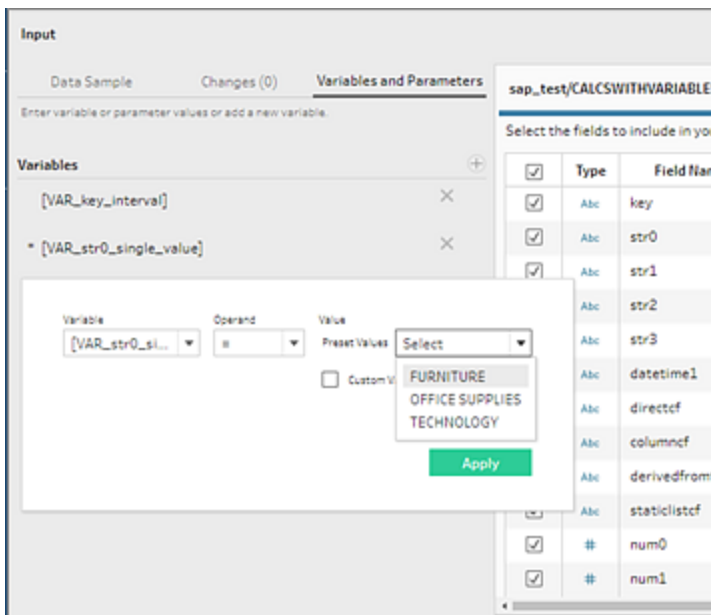 Input
Data Sample
Changes (0)
Variables and Parameters
Enter variable or parameter values or add a new variable.
Variables
[VAR_key_interval]
* [VAR_str0_single_value]
Variable
Operand
Value
[VAR_str0_si...
=
Preset Values
Select
Custom V
FURNITURE
OFFICE SUPPLIES
TECHNOLOGY
Apply
sap_test/CALCSWITHVARIABLE
Select the fields to include in yo
Type
Field Nar
Abc key
Abc str0
Abc str1
Abc str2
Abc str3
Abc datetime1
Abc directcf
Abc columncf
Abc derivedfrom
Abc staticlistcf
# num0
# num1